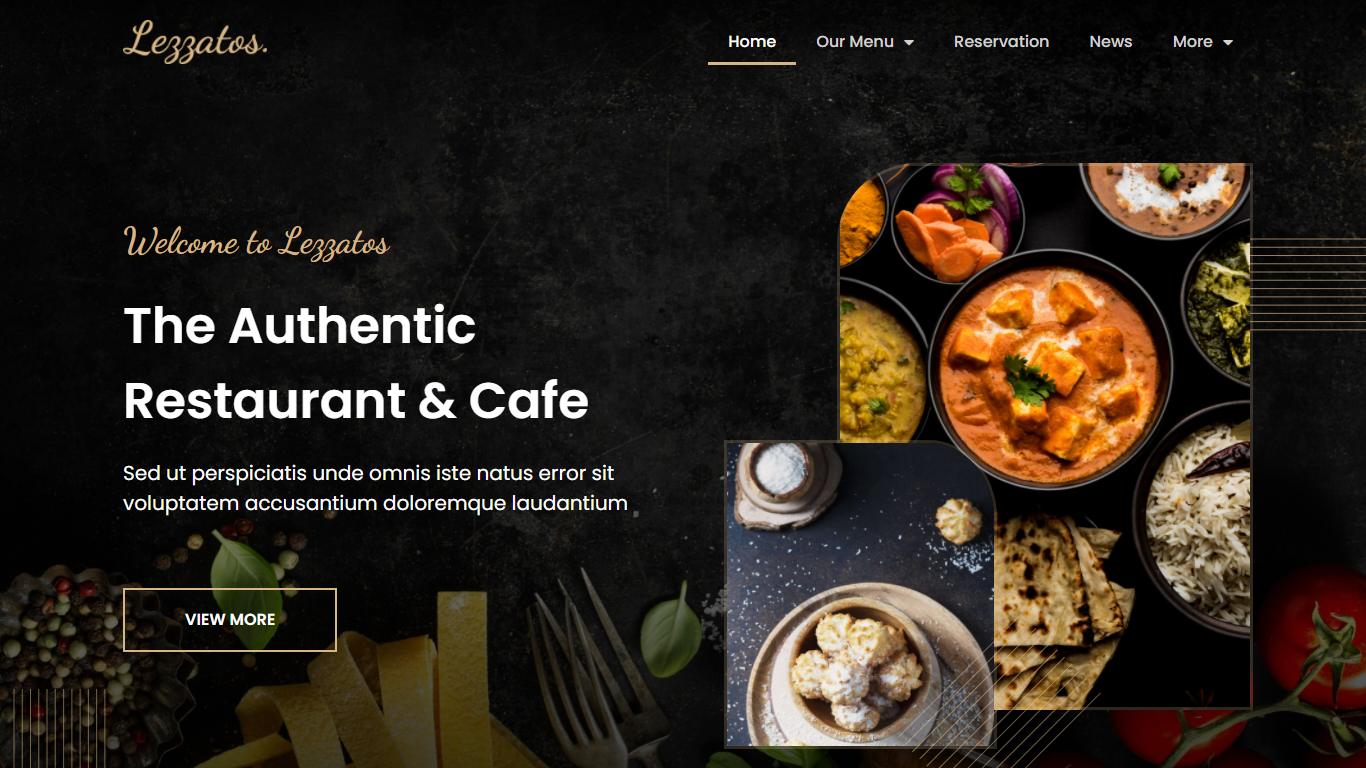 Lezzatos.
Home
Our Menu
Reservation
News
More
Welcome to Lezzatos
The Authentic
Restaurant & Cafe
Sed ut perspiciatis unde omnis iste natus error sit
voluptatem accusantium doloremque laudantium
VIEW MORE